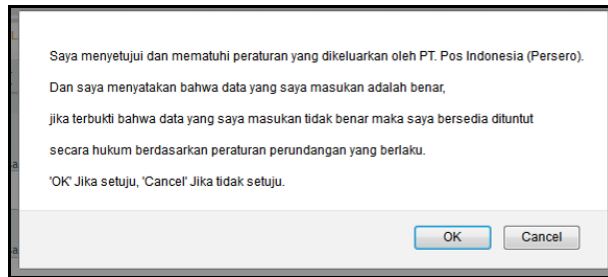 Saya menyetujui dan mematuhi peraturan yang dikeluarkan oleh PT. Pos Indonesia (Persero).
Dan saya menyatakan bahwa data yang saya masukan adalah benar,
jika terbukti bahwa data yang saya masukan tidak benar maka saya bersedia dituntut
secara hukum berdasarkan peraturan perundangan yang berlaku.
'OK' Jika setuju, 'Cancel' Jika tidak setuju.
OK Cancel